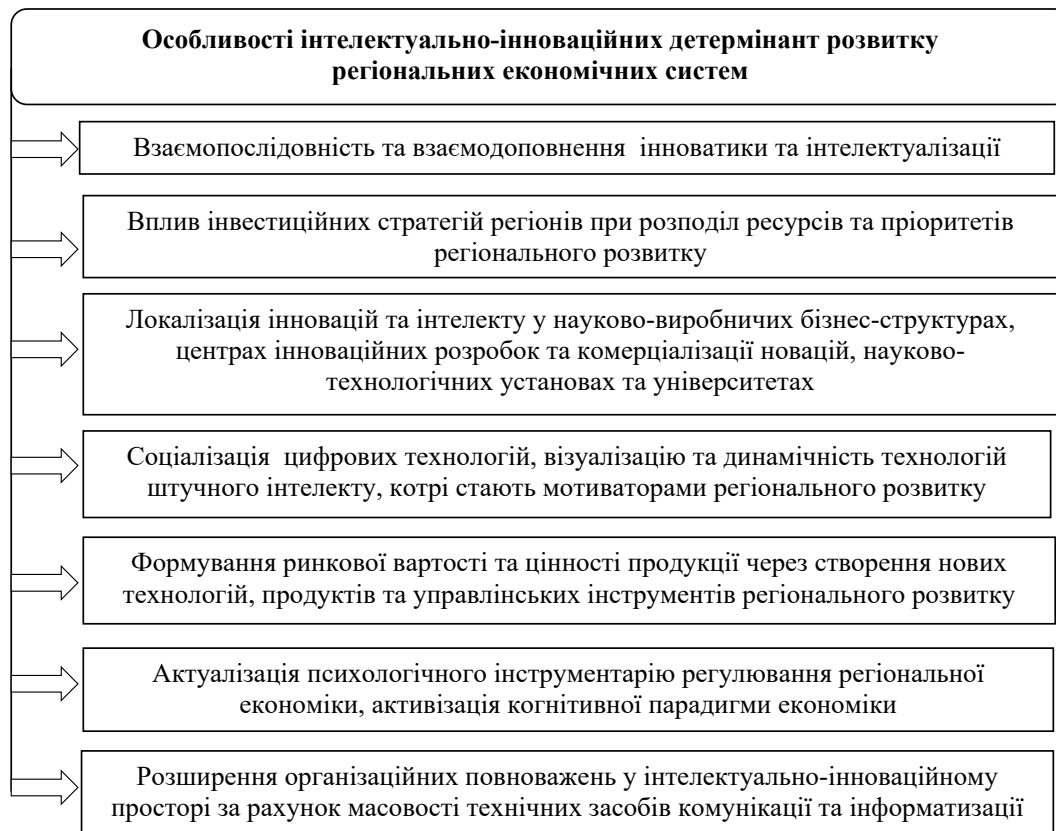 Особливості інтелектуально-інноваційних детермінант розвитку
регіональних економічних систем
Взаємопослідовність та взаємодоповнення інноватики та інтелектуалізації
Вплив інвестиційних стратегій регіонів при розподіл ресурсів та пріоритетів
регіонального розвитку
Локалізація інновацій та інтелекту у науково-виробничих бізнес-структурах,
центрах інноваційних розробок та комерціалізації новацій, науково-
технологічних установах та університетах
Соціалізація цифрових технологій, візуалізацію та динамічність технологій
штучного інтелекту, котрі стають мотиваторами регіонального розвитку
Формування ринкової вартості та цінності продукції через створення нових
технологій, продуктів та управлінських інструментів регіонального розвитку
Актуалізація психологічного інструментарію регулювання регіональної
економіки, активізація когнітивної парадигми економіки
Розширення організаційних повноважень у інтелектуально-інноваційному
просторі за рахунок масовості технічних засобів комунікації та інформатизації